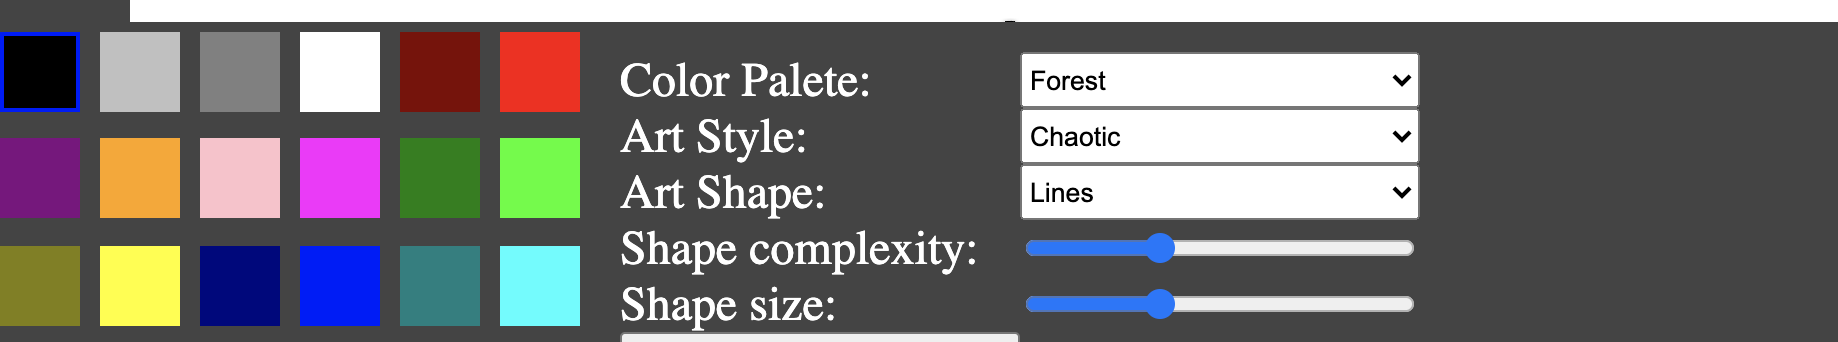 Color Palete: Forest
Art Style: Chaotic
Art Shape: Lines
Shape complexity:
Shape size: